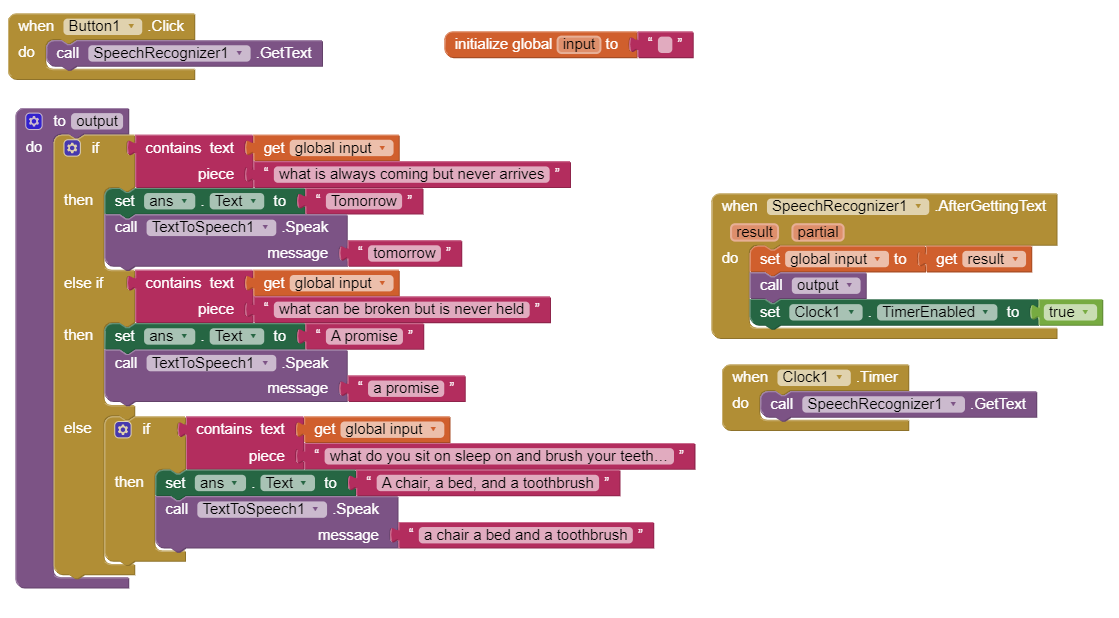 when Button1 .Click
do call SpeechRecognizer1 .GetText
initialize global input to " "
to output
do if contains text get global input
piece " what is always coming but never arrives "
then set ans . Text to " Tomorrow "
call TextToSpeech1 .Speak
message " tomorrow "
else if contains text get global input
piece " what can be broken but is never held "
then set ans . Text to " A promise "
call TextToSpeech1 .Speak
message " a promise "
else if contains text get global input
piece " what do you sit on sleep on and brush your teeth... "
then set ans . Text to " A chair, a bed, and a toothbrush "
call TextToSpeech1 .Speak
message " a chair a bed and a toothbrush "
when SpeechRecognizer1 .AfterGettingText
result partial
do set global input to get result
call output
set Clock1 . TimerEnabled to true
when Clock1 .Timer
do call SpeechRecognizer1 .GetText